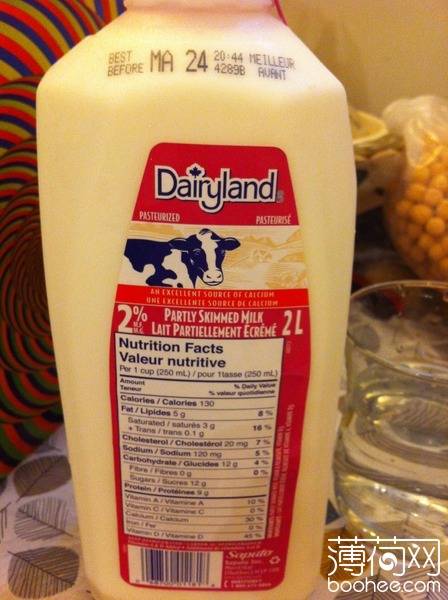 BEST MA 24 20:44 MEILLEUR
BEFORE 4289B AVANT
Dairyland
PASTEURIZED PASTEURISÉ
AN EXCELLENT SOURCE OF CALCIUM
UNE EXCELLENTE SOURCE DE CALCIUM
2% M.F. M.G. PARTLY SKIMMED MILK 2 L
LAIT PARTIELLEMENT ÉCRÉMÉ
Nutrition Facts
Valeur nutritive
Per 1 cup (250 mL) / pour 1 tasse (250 mL)
Amount % Daily Value
Teneur % valeur quotidienne
Calories / Calories 130
Fat / Lipides 5 g 8 %
Saturated / saturés 3 g 16 %
+ Trans / trans 0.1 g
Cholesterol / Cholestérol 20 mg 7 %
Sodium / Sodium 120 mg 5 %
Carbohydrate / Glucides 12 g 4 %
Fibre / Fibres 0 g 0 %
Sugars / Sucres 12 g
Protein / Protéines 9 g
Vitamin A / Vitamine A 10 %
Vitamin C / Vitamine C 0 %
Calcium / Calcium 30 %
Iron / Fer 0 %
Vitamin D / Vitamine D 45 %
Saputo
Saputo Inc.
薄荷网
boohee.com